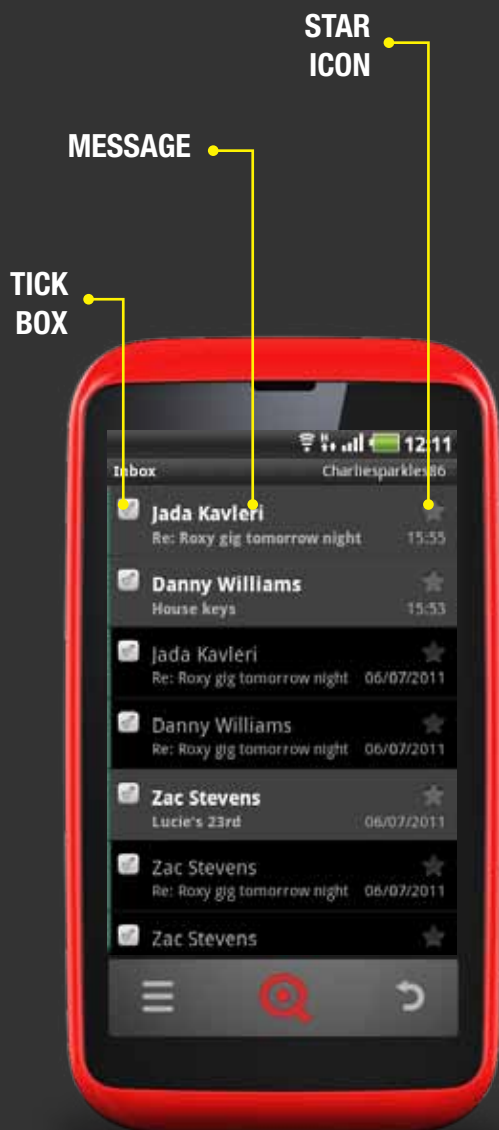 STAR
ICON
MESSAGE
TICK
BOX
12:11
Inbox Charliesparkles86
Jada Kavleri
Re: Roxy gig tomorrow night 15:55
Danny Williams
House keys 15:53
Jada Kavleri
Re: Roxy gig tomorrow night 06/07/2011
Danny Williams
Re: Roxy gig tomorrow night 06/07/2011
Zac Stevens
Lucie's 23rd 06/07/2011
Zac Stevens
Re: Roxy gig tomorrow night 06/07/2011
Zac Stevens